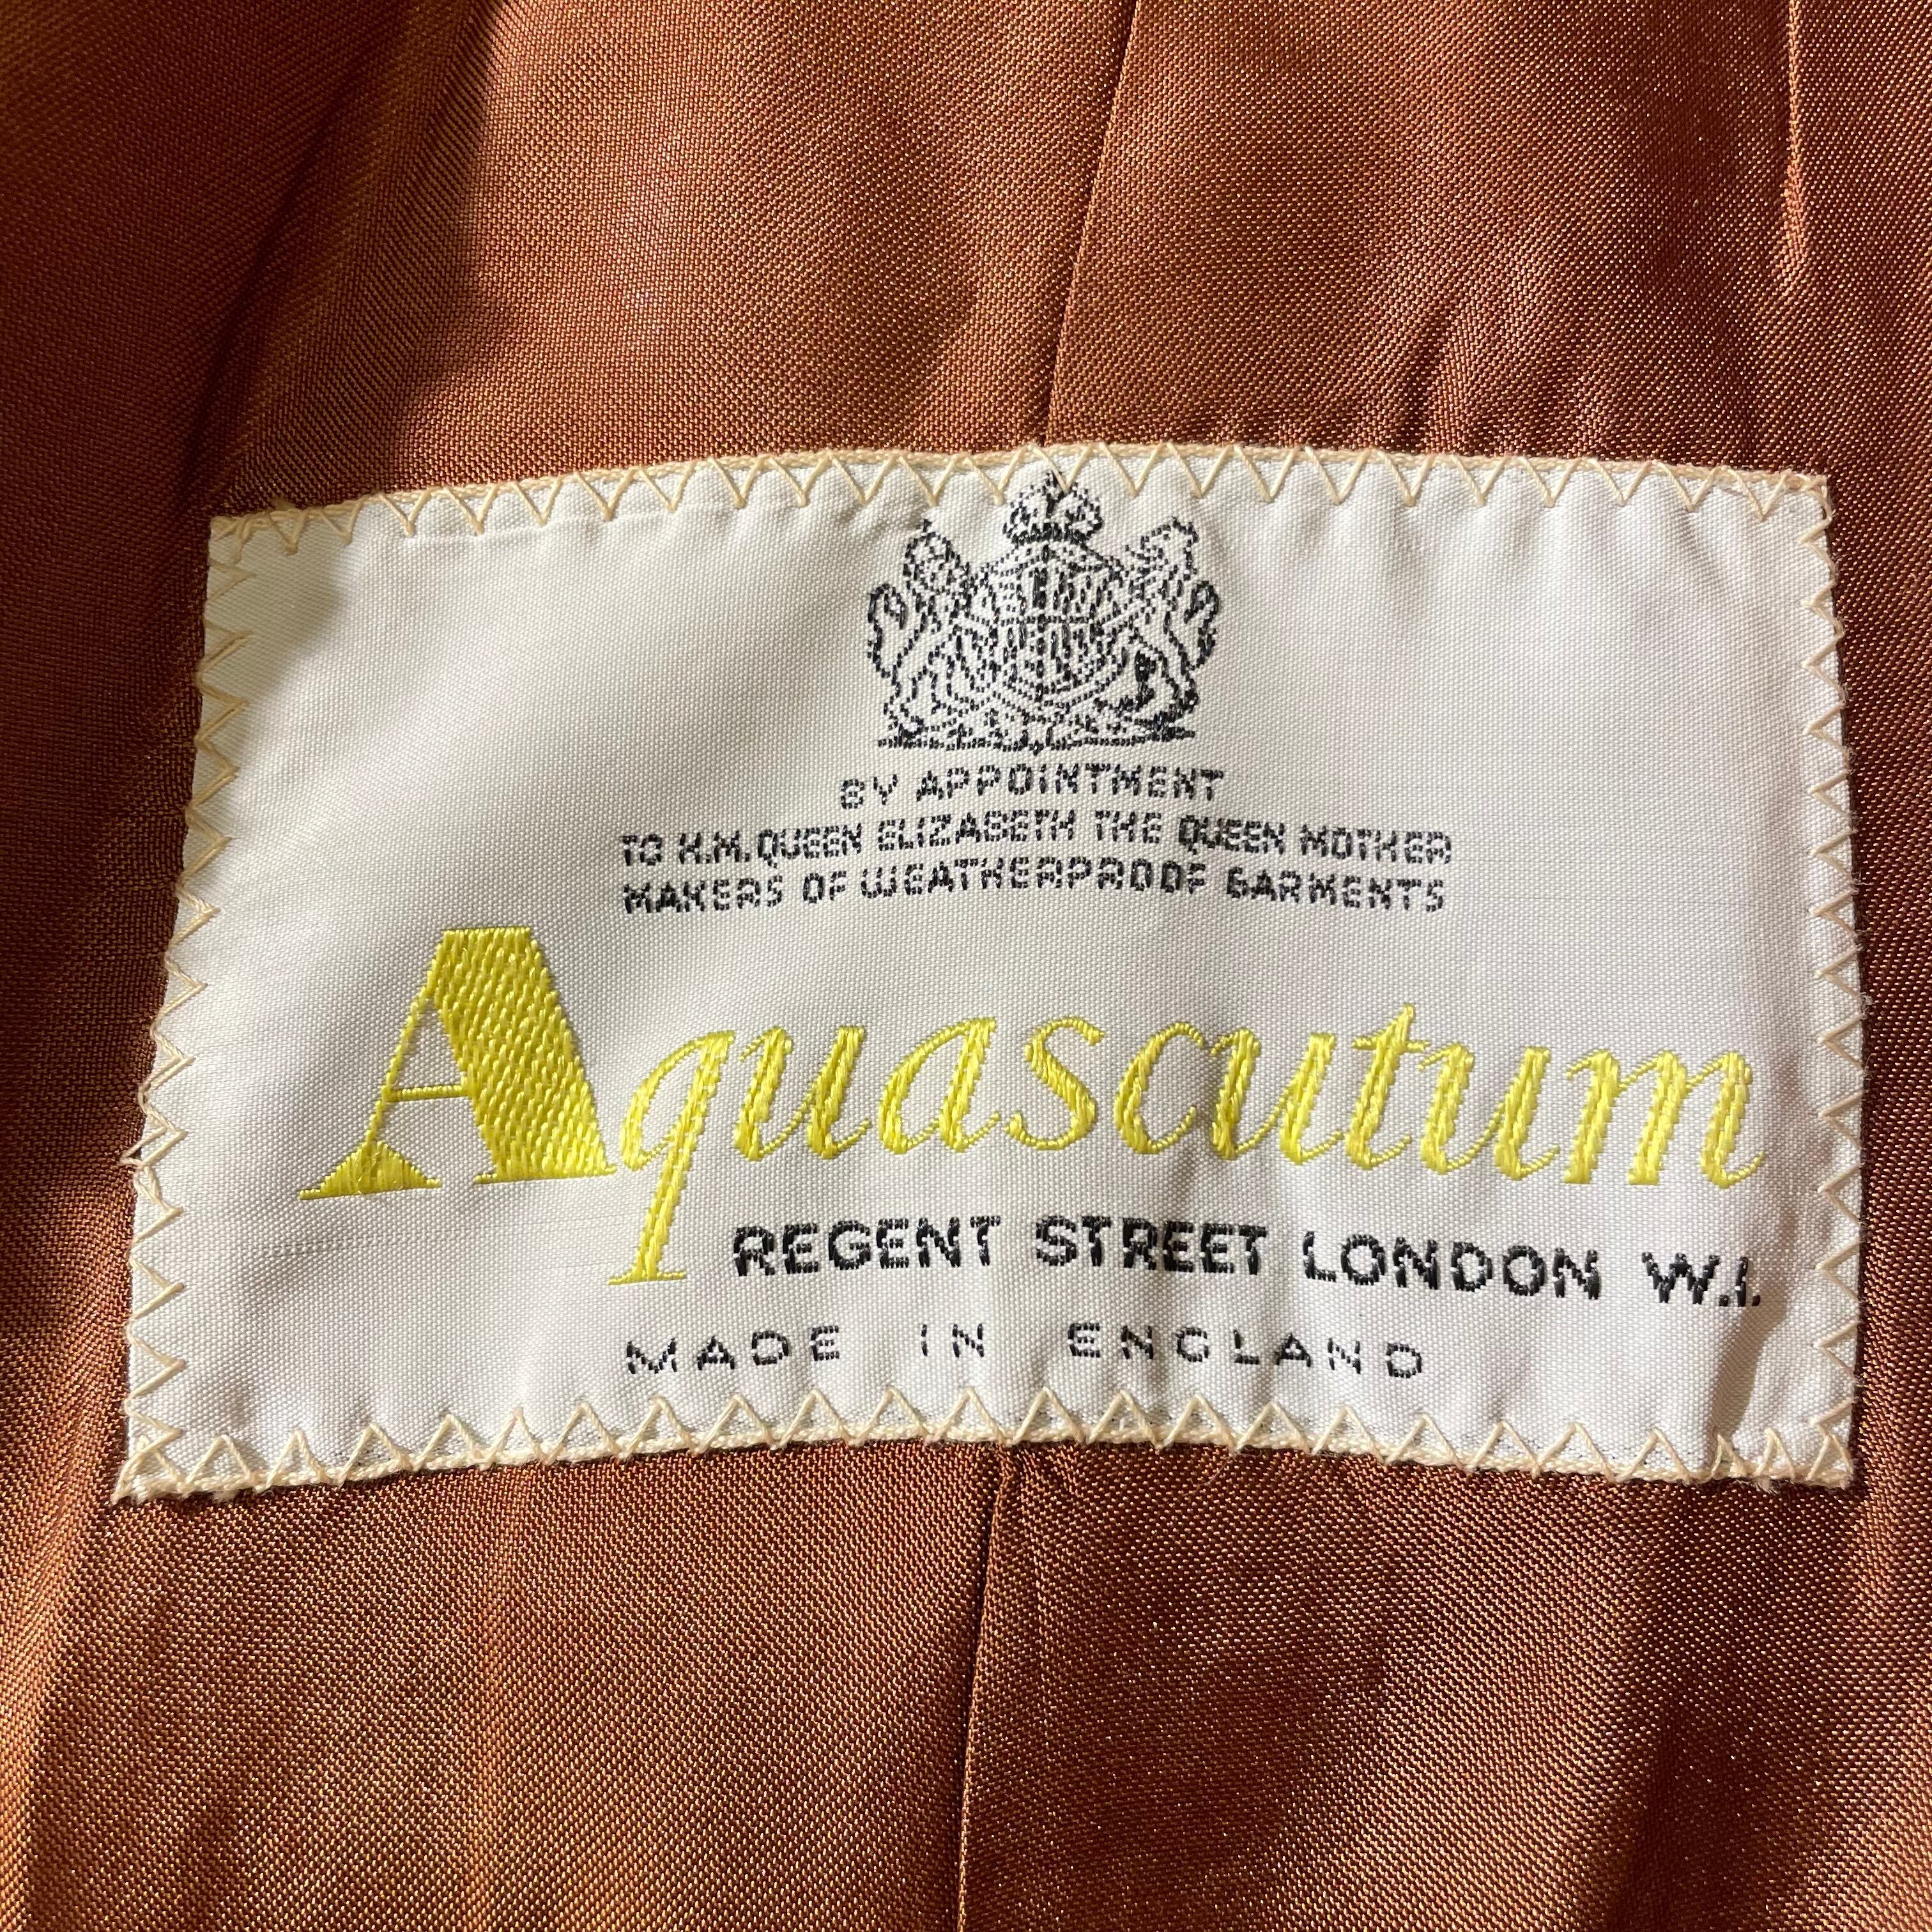 BY APPOINTMENT
TO H.M. QUEEN ELIZABETH THE QUEEN MOTHER
MAKERS OF WEATHERPROOF GARMENTS
Aquascutum
REGENT STREET LONDON W.1.
MADE IN ENGLAND